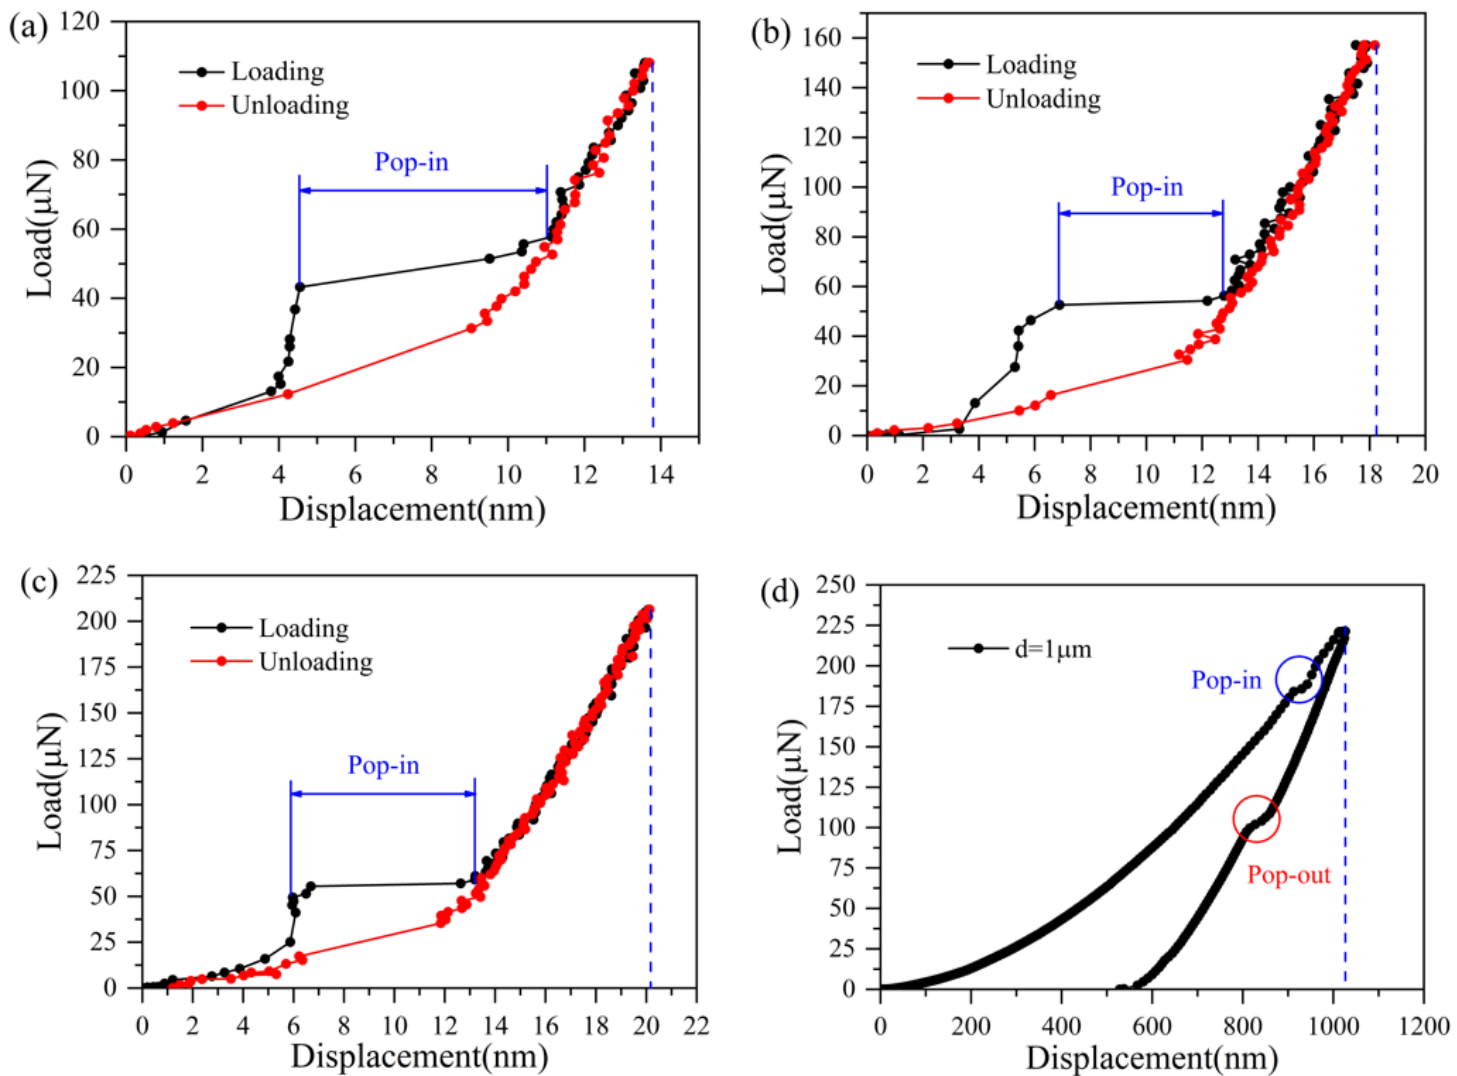 (a)
120
100
80
60
40
20
0
Load(μN)
Loading
Unloading
Pop-in
0 2 4 6 8 10 12 14
Displacement(nm)
(b)
160
140
120
100
80
60
40
20
0
Load(μN)
Loading
Unloading
Pop-in
0 2 4 6 8 10 12 14 16 18 20
Displacement(nm)
(c)
225
200
175
150
125
100
75
50
25
0
Load(μN)
Loading
Unloading
Pop-in
0 2 4 6 8 10 12 14 16 18 20 22
Displacement(nm)
(d)
250
225
200
175
150
125
100
75
50
25
0
Load(μN)
d=1μm
Pop-in
Pop-out
0 200 400 600 800 1000 1200
Displacement(nm)